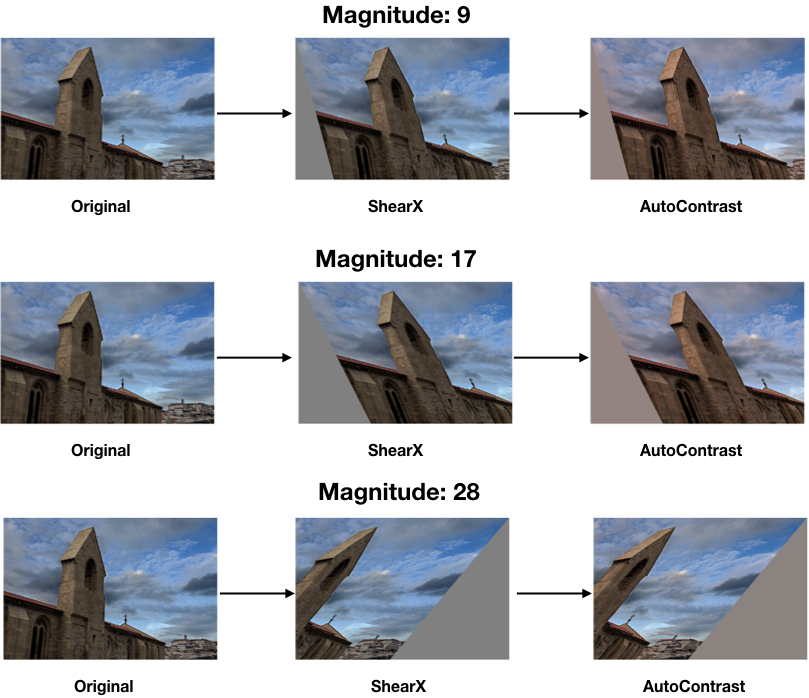 Magnitude: 9
Original
ShearX
AutoContrast
Magnitude: 17
Original
ShearX
AutoContrast
Magnitude: 28
Original
ShearX
AutoContrast